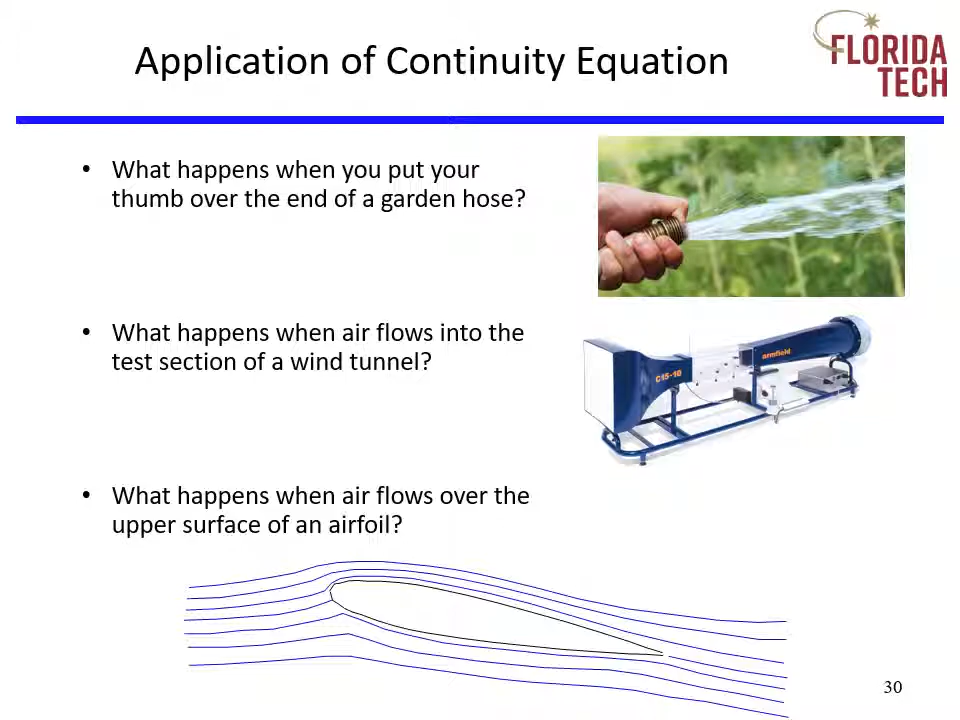 Application of Continuity Equation
FLORIDA
TECH
• What happens when you put your
thumb over the end of a garden hose?
• What happens when air flows into the
test section of a wind tunnel?
C15-10
armfield
• What happens when air flows over the
upper surface of an airfoil?
30